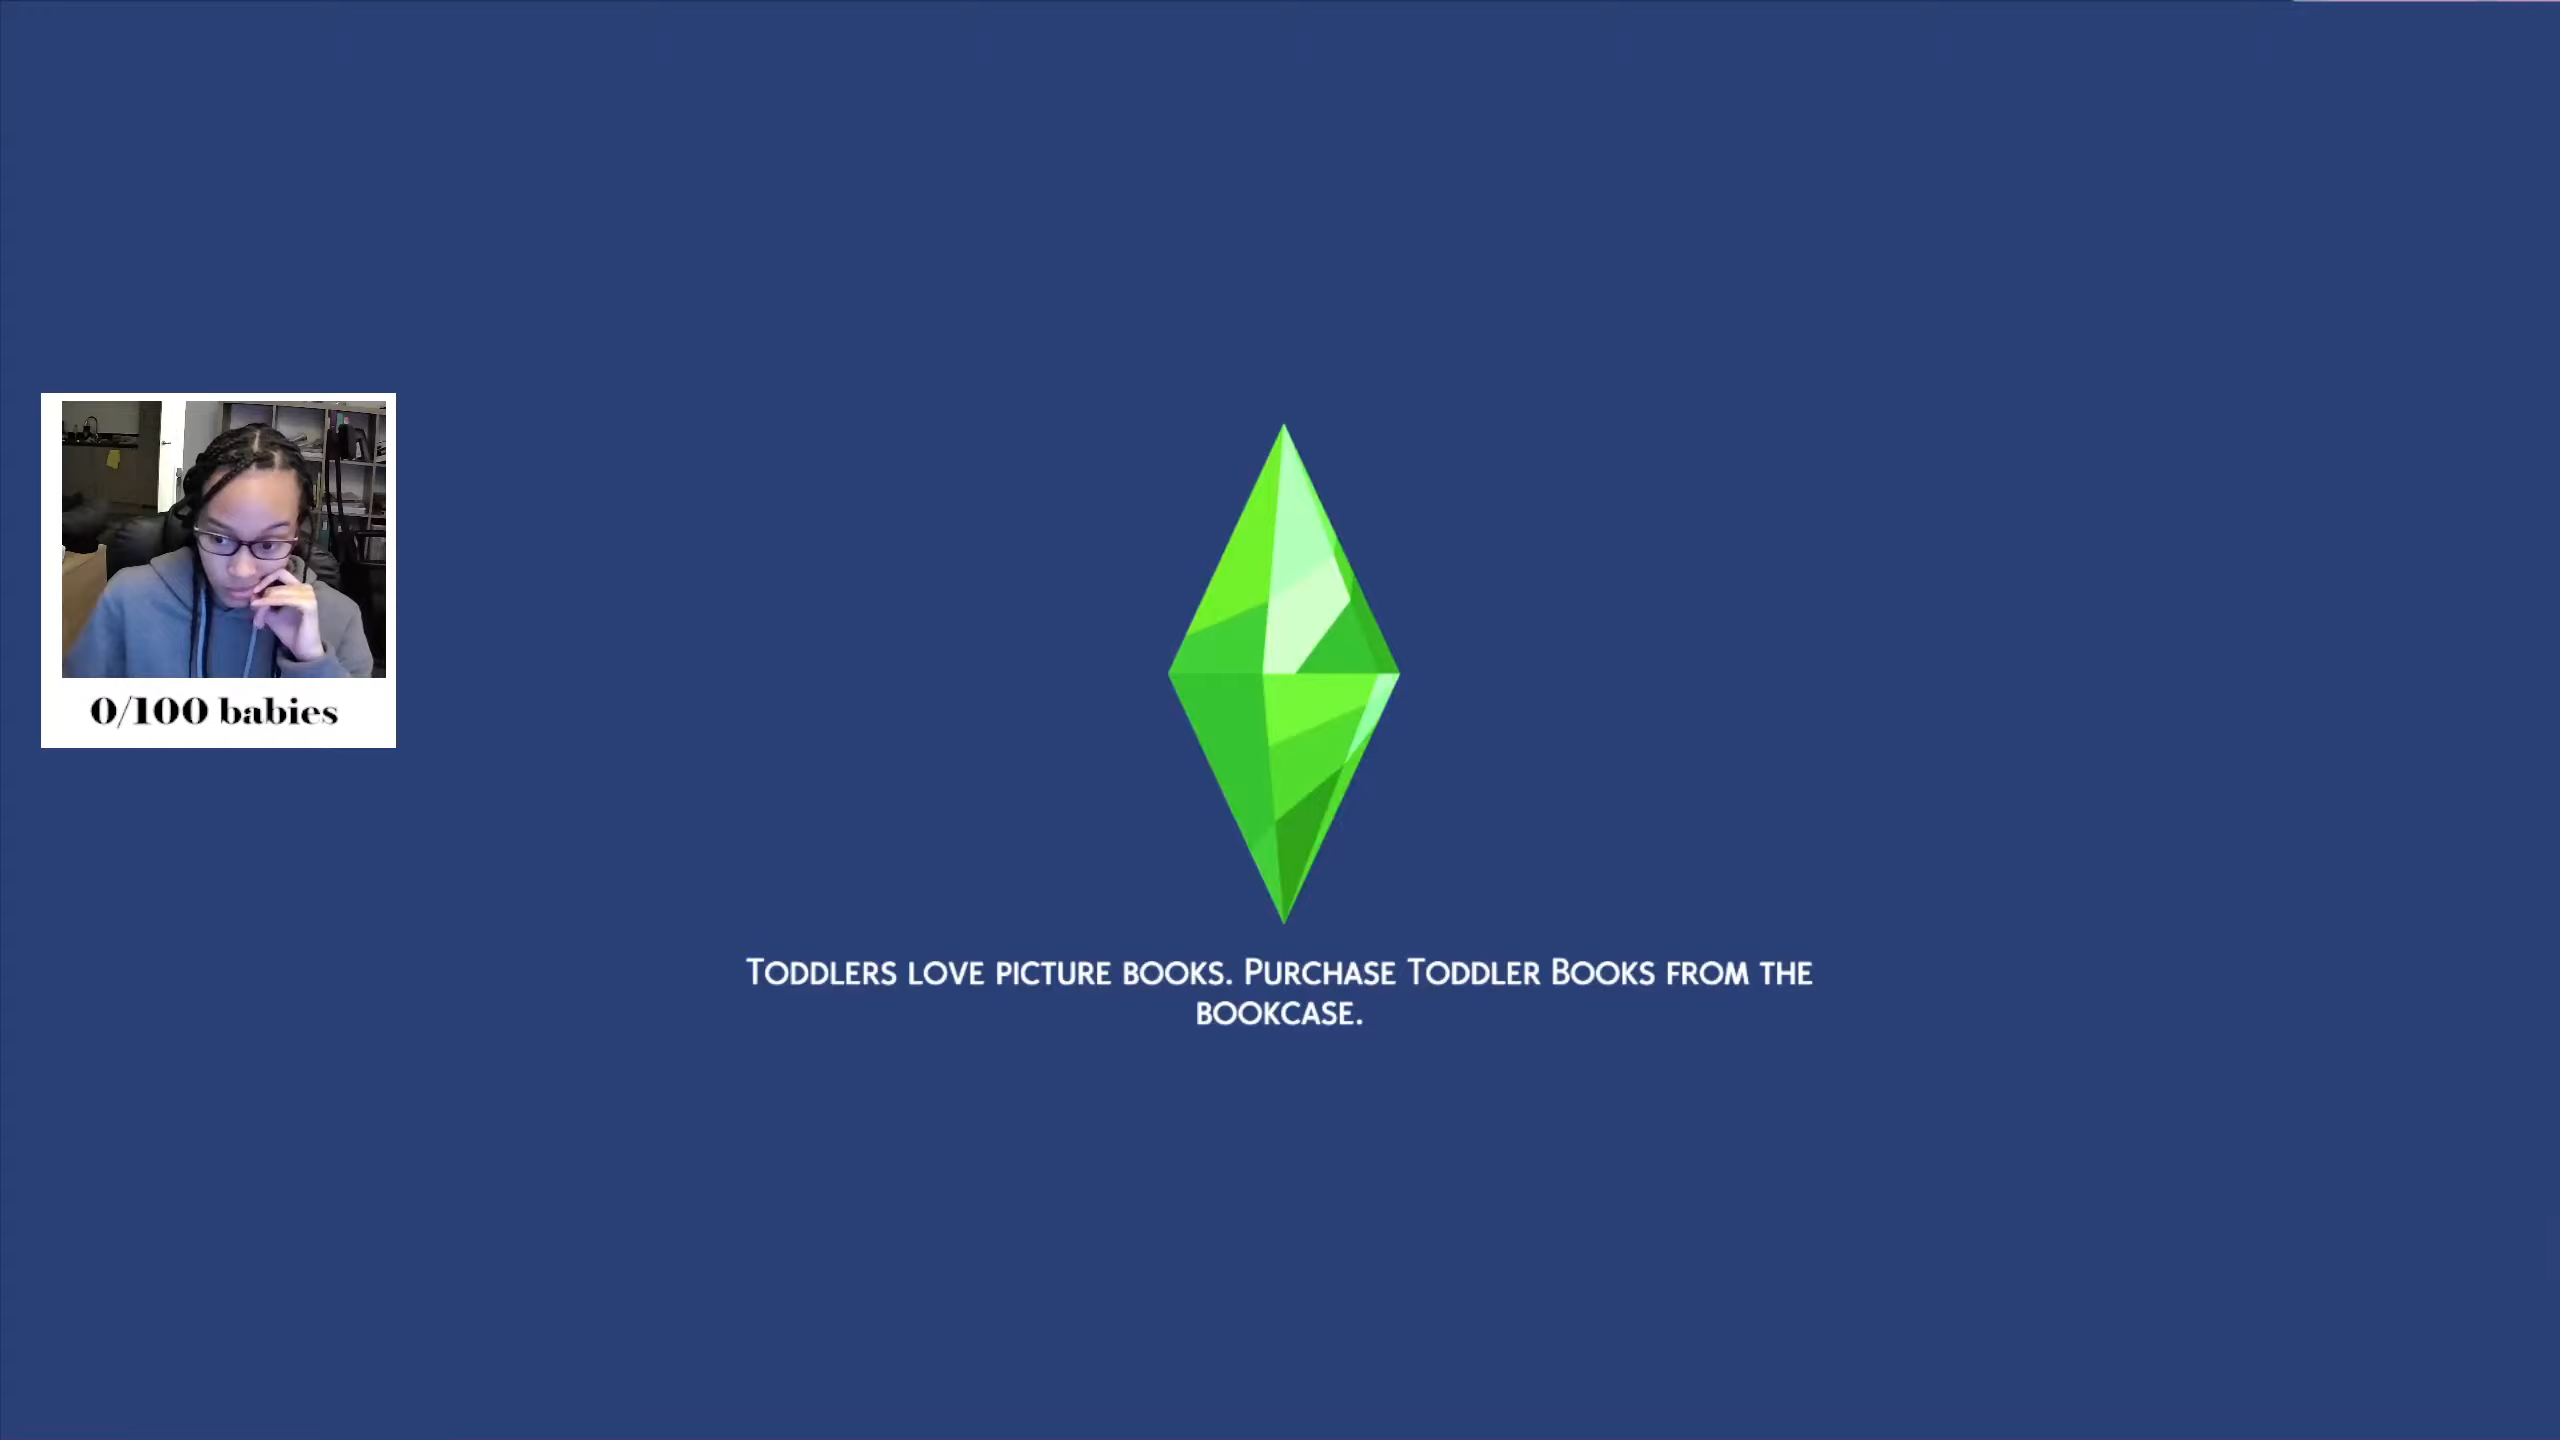 0/100 babies
Toddlers love picture books. Purchase Toddler Books from the
bookcase.